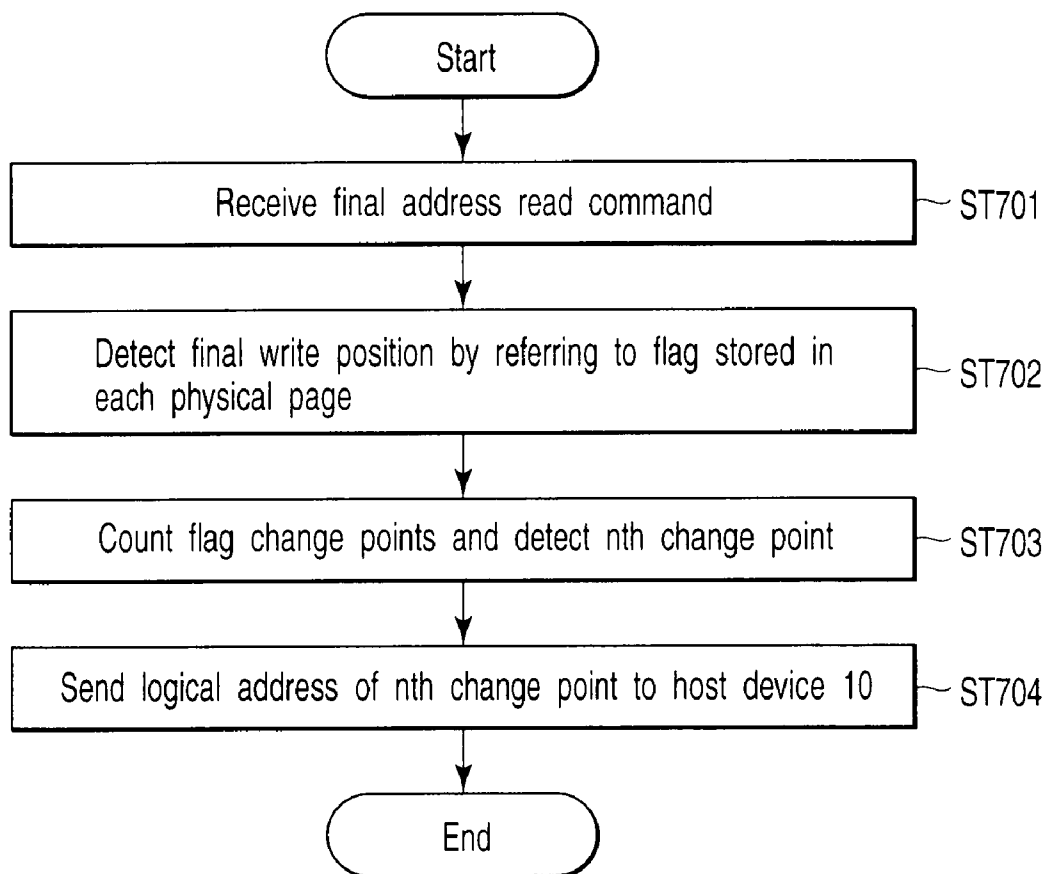 Start
Receive final address read command
ST701
Detect final write position by referring to flag stored in
each physical page
ST702
Count flag change points and detect nth change point
ST703
Send logical address of nth change point to host device 10
ST704
End